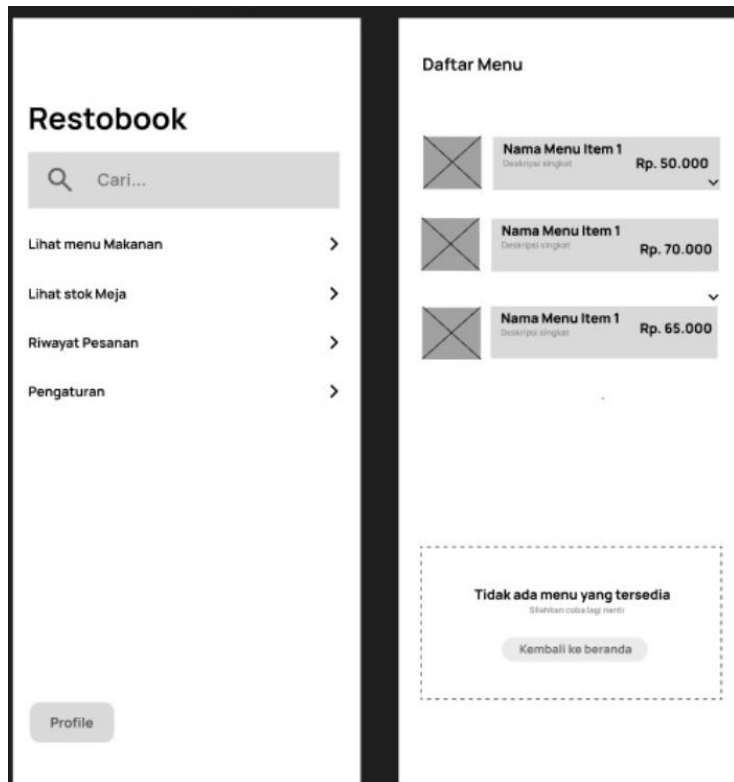 Restobook
Cari...
Lihat menu Makanan
Lihat stok Meja
Riwayat Pesanan
Pengaturan
Profile
Daftar Menu
Nama Menu Item 1
Deskripsi singkat
Rp. 50.000
Nama Menu Item 1
Deskripsi singkat
Rp. 70.000
Nama Menu Item 1
Deskripsi singkat
Rp. 65.000
Tidak ada menu yang tersedia
Silahkan coba lagi nanti
Kembali ke beranda